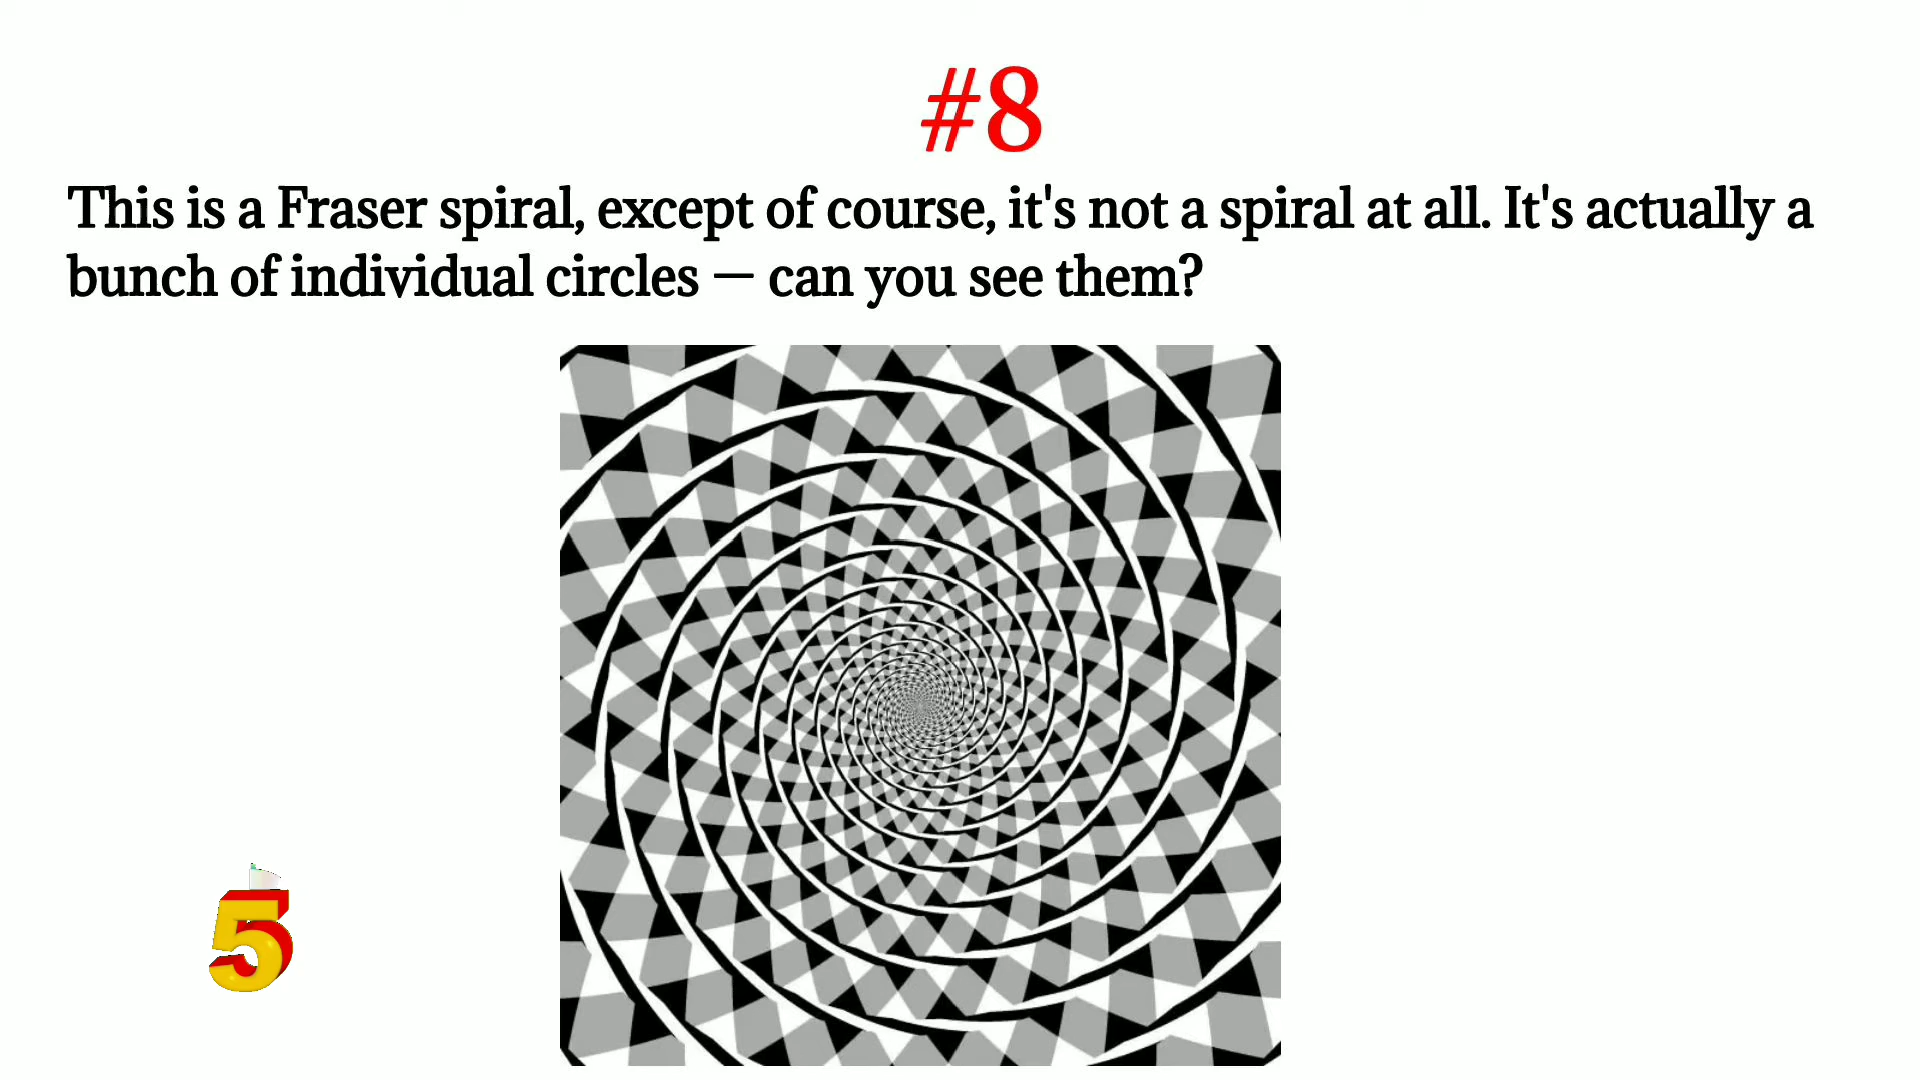 #8
This is a Fraser spiral, except of course, it's not a spiral at all. It's actually a
bunch of individual circles — can you see them?
5